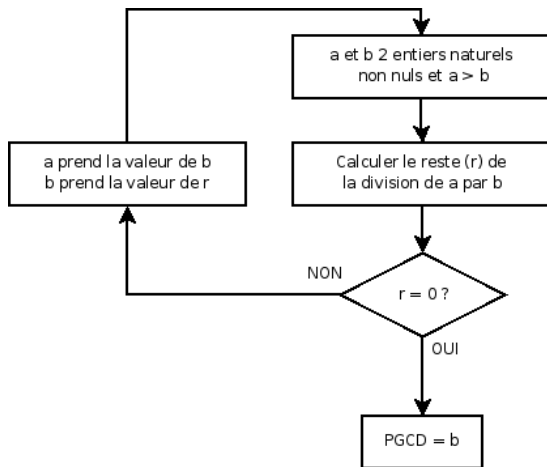 a et b 2 entiers naturels
non nuls et a > b
a prend la valeur de b
b prend la valeur de r
Calculer le reste (r) de
la division de a par b
NON
r = 0 ?
OUI
PGCD = b